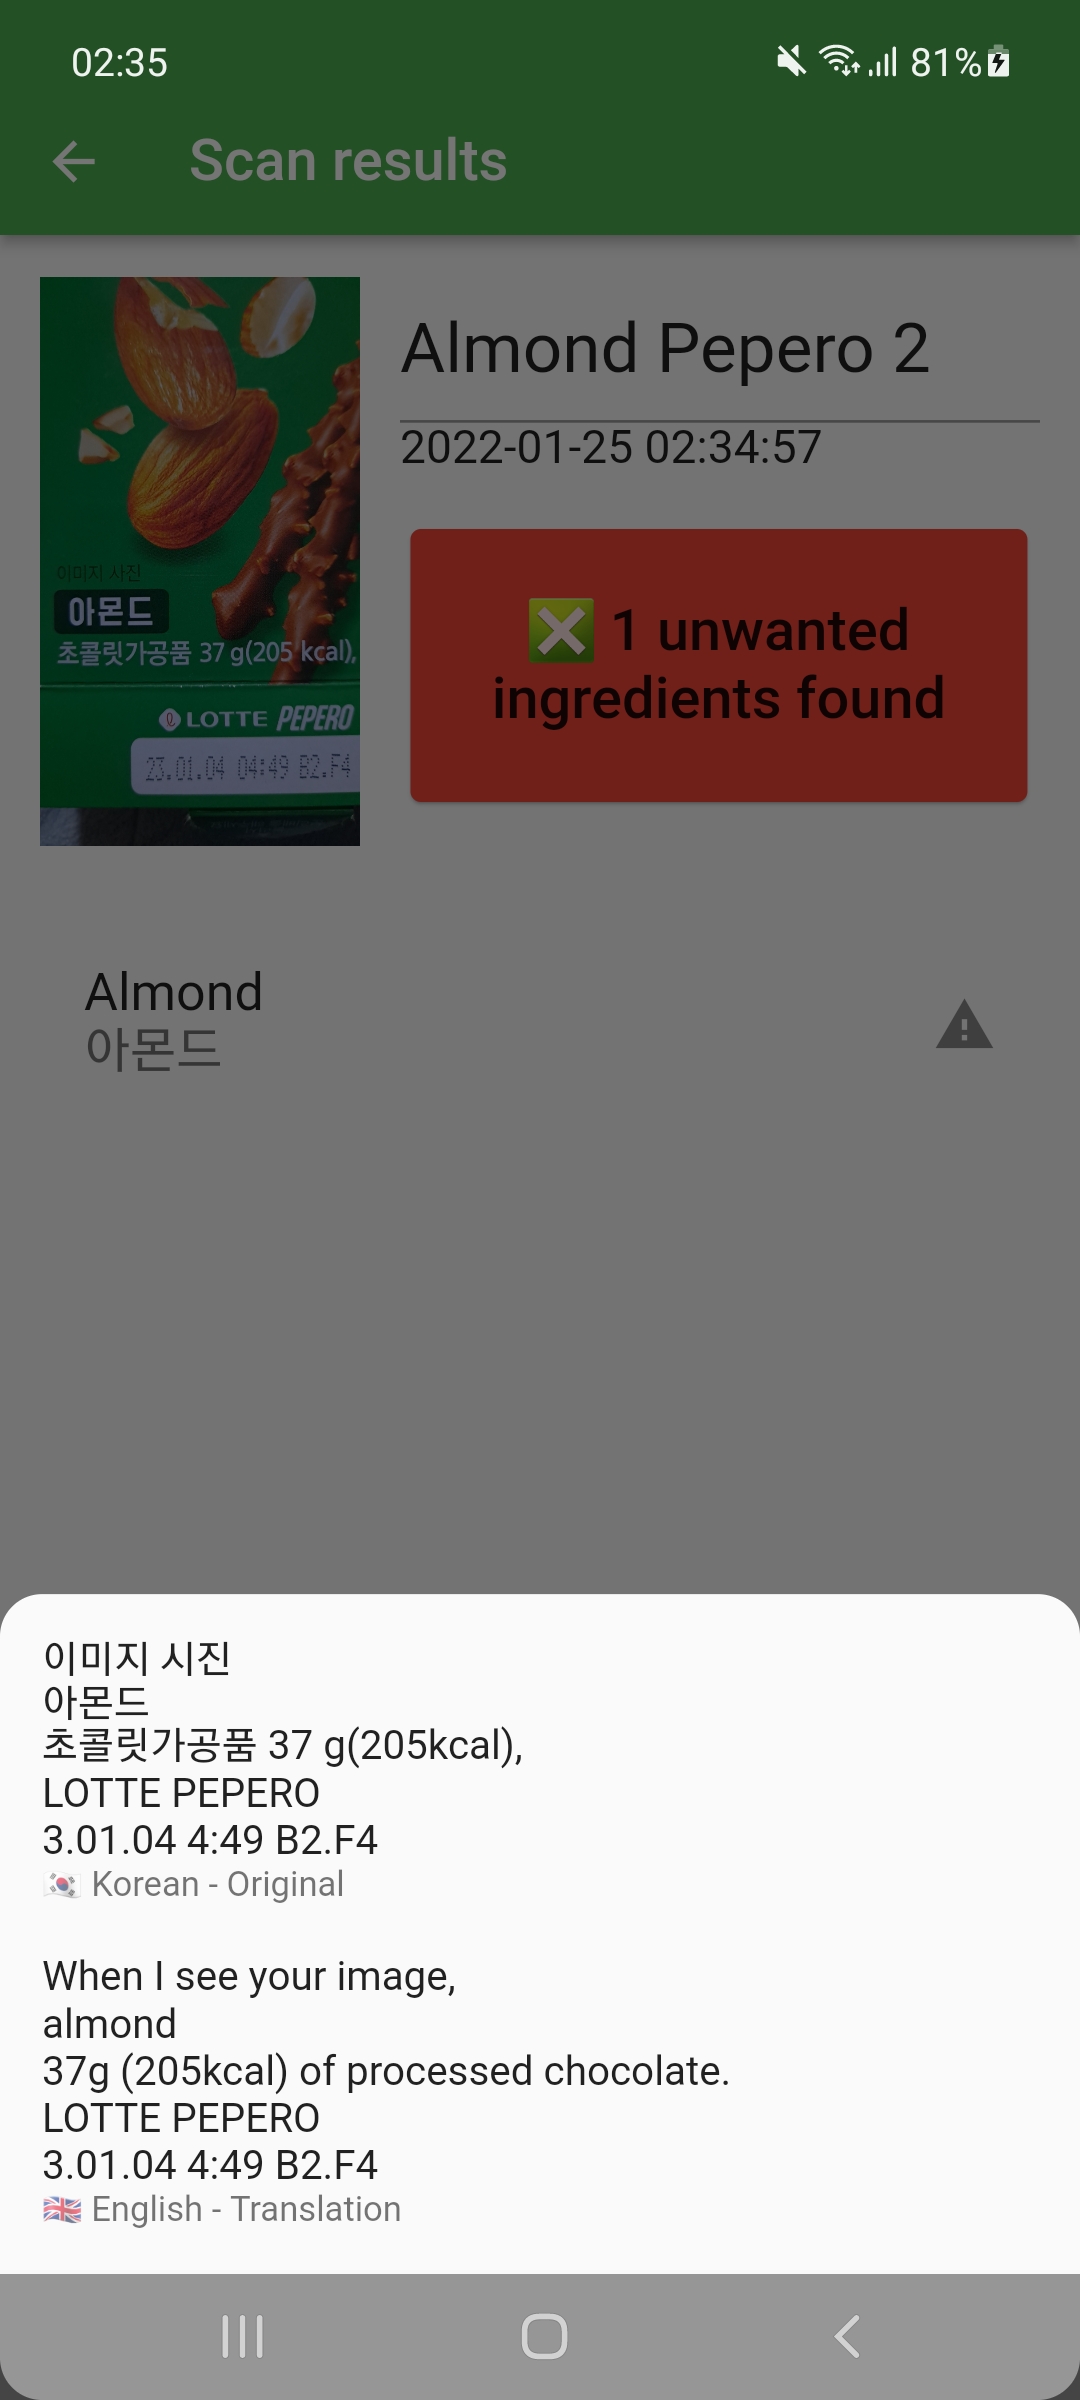 02:35
81%
Scan results
이미지 사진
아몬드
초콜릿가공품 37 g(205 kcal),
LOTTE PEPERO
23.01.04 04:49 B2.F4
Almond Pepero 2
2022-01-25 02:34:57
❎ 1 unwanted
ingredients found
Almond
아몬드
이미지 시진
아몬드
초콜릿가공품 37 g(205kcal),
LOTTE PEPERO
3.01.04 4:49 B2.F4
🇰🇷 Korean - Original
When I see your image,
almond
37g (205kcal) of processed chocolate.
LOTTE PEPERO
3.01.04 4:49 B2.F4
🇬🇧 English - Translation